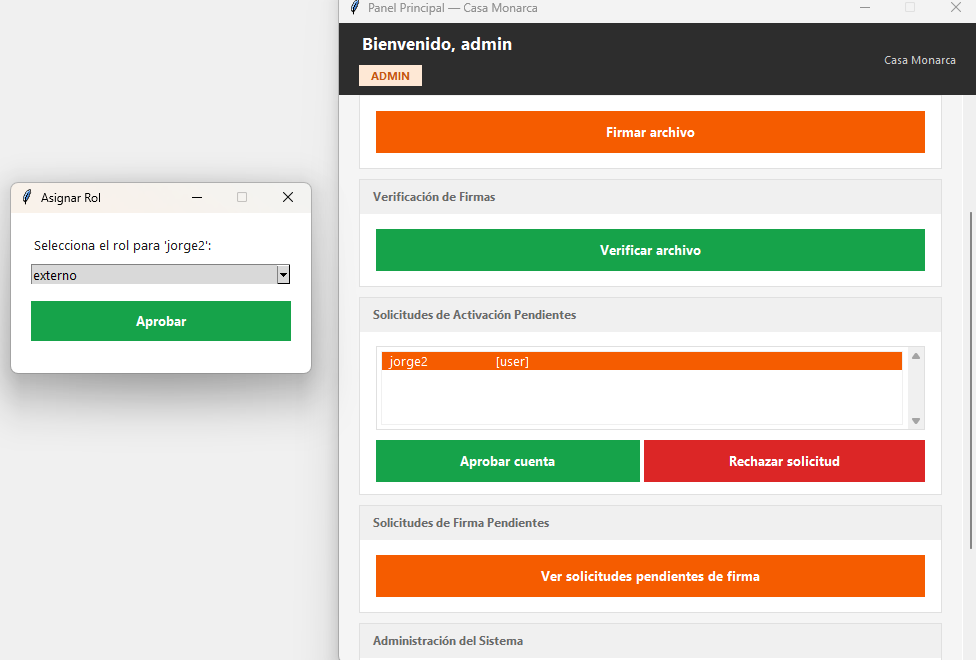 Panel Principal — Casa Monarca
Bienvenido, admin
ADMIN
Casa Monarca
Firmar archivo
Verificación de Firmas
Verificar archivo
Solicitudes de Activación Pendientes
jorge2 [user]
Aprobar cuenta
Rechazar solicitud
Solicitudes de Firma Pendientes
Ver solicitudes pendientes de firma
Administración del Sistema
Asignar Rol
Selecciona el rol para 'jorge2':
externo
Aprobar